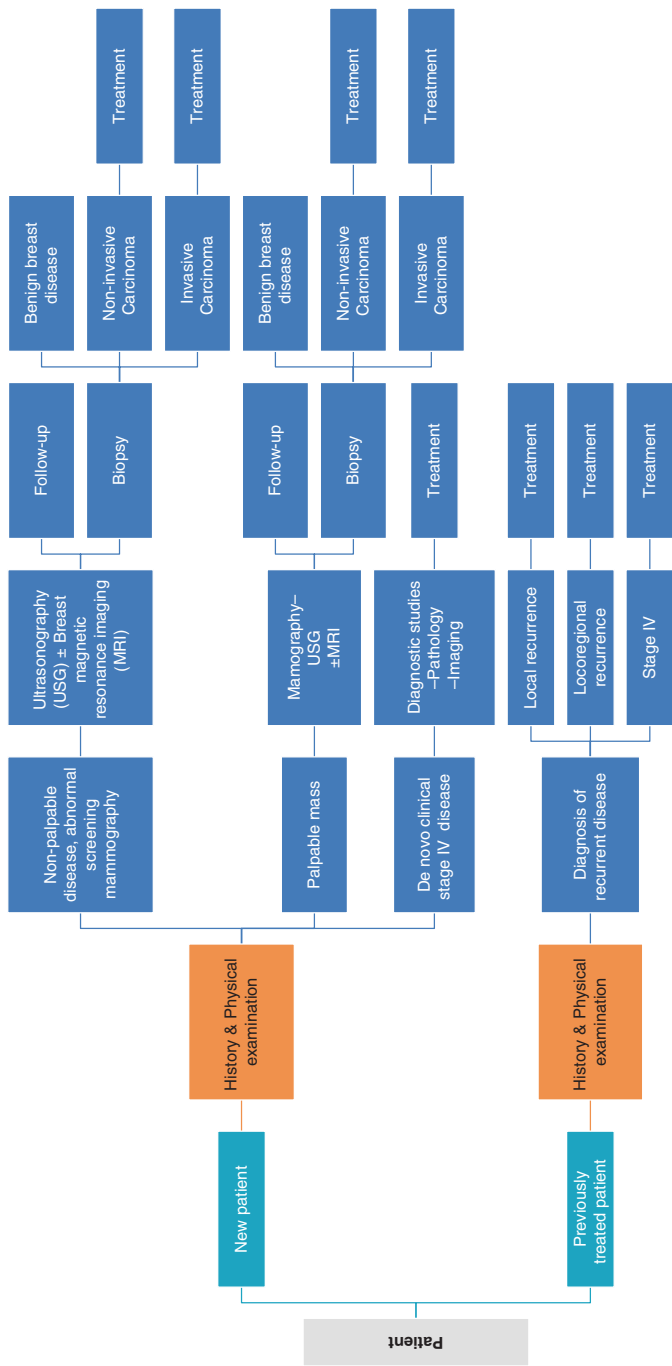 Patient
New patient
Previously
treated patient
History & Physical
examination
History & Physical
examination
Non-palpable
disease, abnormal
screening
mammography
Palpable mass
De novo clinical
stage IV disease
Diagnosis of
recurrent disease
Ultrasonography
(USG) ± Breast
magnetic
resonance imaging
(MRI)
Mamography–
USG
±MRI
Diagnostic studies
–Pathology
–Imaging
Local recurrence
Locoregional
recurrence
Stage IV
Follow-up
Biopsy
Follow-up
Biopsy
Treatment
Treatment
Treatment
Treatment
Benign breast
disease
Non-invasive
Carcinoma
Invasive
Carcinoma
Benign breast
disease
Non-invasive
Carcinoma
Invasive
Carcinoma
Treatment
Treatment
Treatment
Treatment